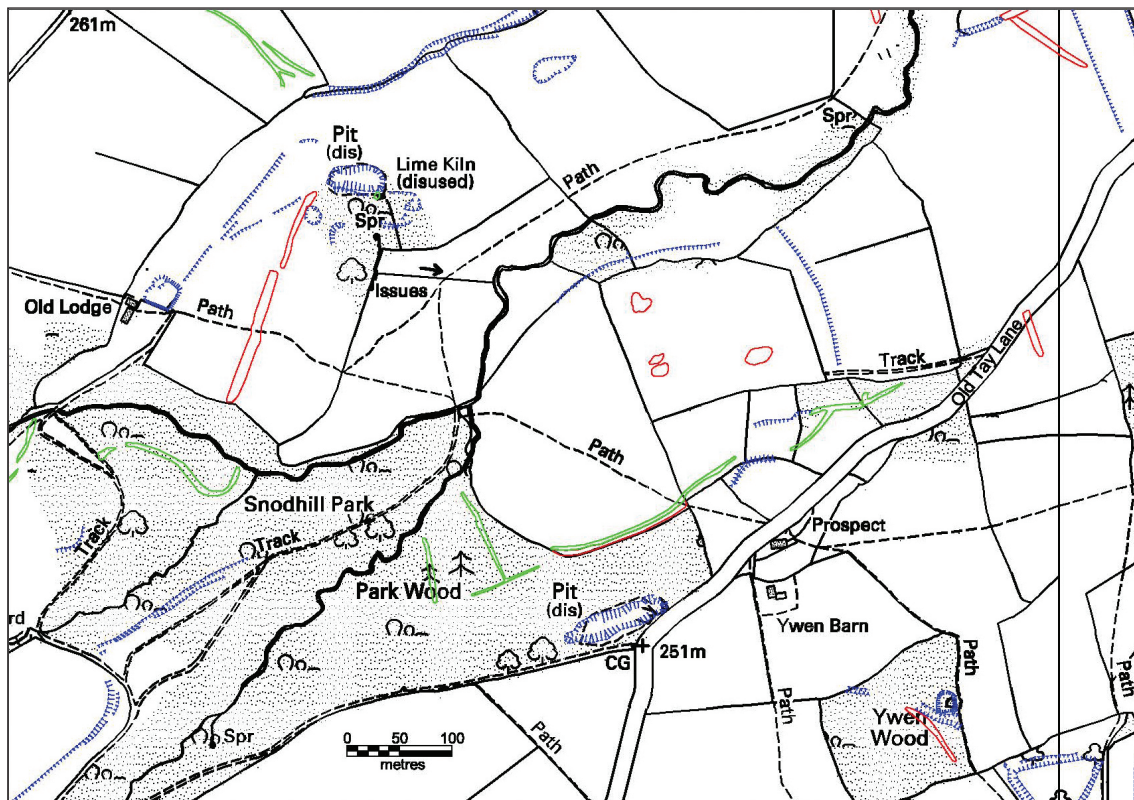 261m
Spr
Pit
(dis)
Lime Kiln
(disused)
Path
Spr
Issues
Old Lodge
Path
Track
Old Tay Lane
Path
Snodhill Park
Track
Track
Prospect
Park Wood
Pit
(dis)
Ywen Barn
rd
CG
251m
Path
Path
Path
Path
Ywen
Wood
Spr
0 50 100
metres